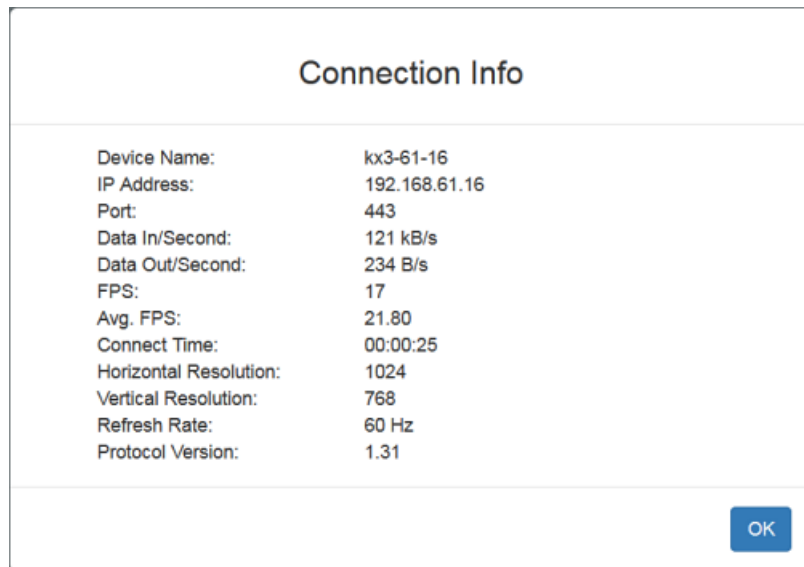 Connection Info
Device Name: kx3-61-16
IP Address: 192.168.61.16
Port: 443
Data In/Second: 121 kB/s
Data Out/Second: 234 B/s
FPS: 17
Avg. FPS: 21.80
Connect Time: 00:00:25
Horizontal Resolution: 1024
Vertical Resolution: 768
Refresh Rate: 60 Hz
Protocol Version: 1.31
OK